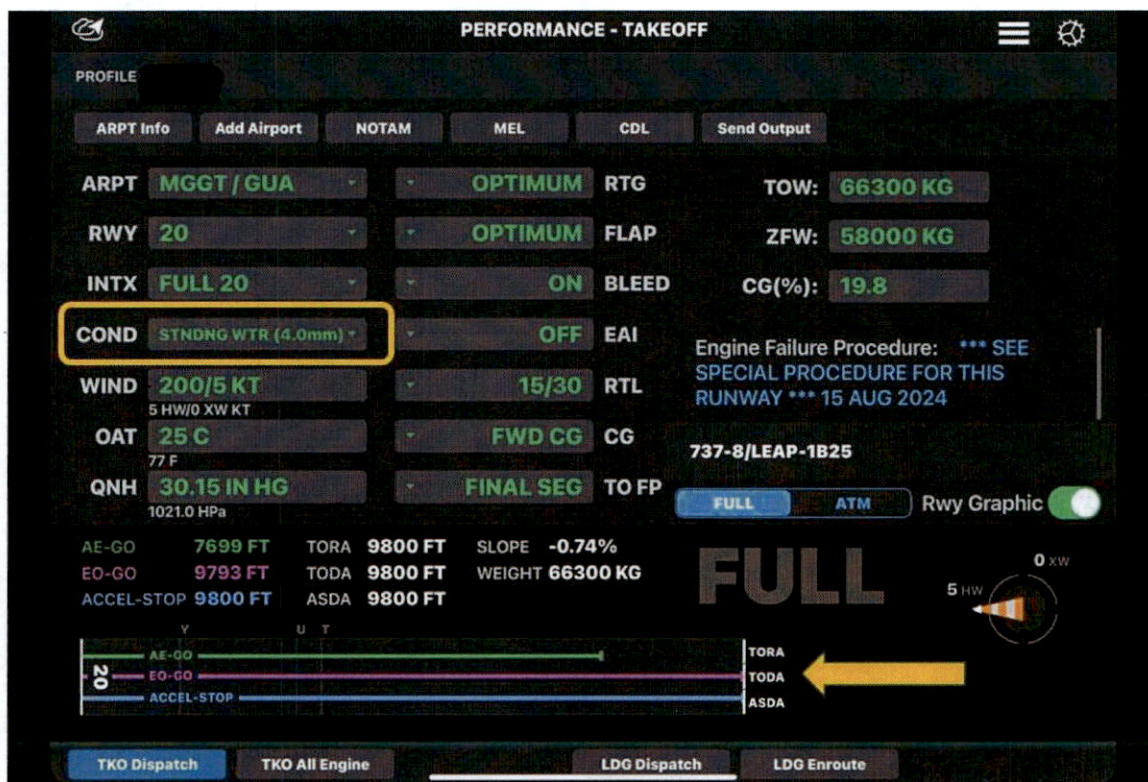 PERFORMANCE - TAKEOFF
PROFILE
ARPT Info Add Airport NOTAM MEL CDL Send Output
ARPT MGGT / GUA OPTIMUM RTG TOW: 66300 KG
RWY 20 OPTIMUM FLAP ZFW: 58000 KG
INTX FULL 20 ON BLEED CG(%): 19.8
COND STNDNG WTR (4.0mm) OFF EAI
Engine Failure Procedure: *** SEE
SPECIAL PROCEDURE FOR THIS
RUNWAY *** 15 AUG 2024
WIND 200/5 KT 15/30 RTL
5 HW/0 XW KT
OAT 25 C FWD CG CG
77 F
737-8/LEAP-1B25
QNH 30.15 IN HG FINAL SEG TO FP
1021.0 HPa
FULL ATM Rwy Graphic
AE-GO 7699 FT TORA 9800 FT SLOPE -0.74%
EO-GO 9793 FT TODA 9800 FT WEIGHT 66300 KG
ACCEL-STOP 9800 FT ASDA 9800 FT
FULL
0 XW
5 HW
Y U T
20
AE-GO TORA
EO-GO TODA
ACCEL-STOP ASDA
TKO Dispatch TKO All Engine LDG Dispatch LDG Enroute